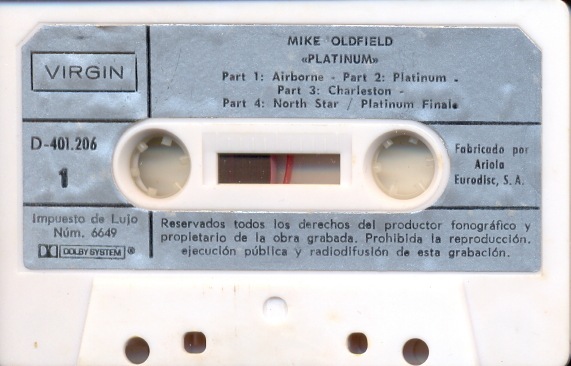 MIKE OLDFIELD
«PLATINUM»
Part 1: Airborne - Part 2: Platinum -
Part 3: Charleston -
Part 4: North Star / Platinum Finale
VIRGIN
D-401.206
1
Fabricado por
Ariola
Eurodisc, S.A.
Impuesto de Lujo
Núm. 6649
DOLBY SYSTEM ®
Reservados todos los derechos del productor fonográfico y
propietario de la obra grabada. Prohibida la reproducción,
ejecución pública y radiodifusión de esta grabación.